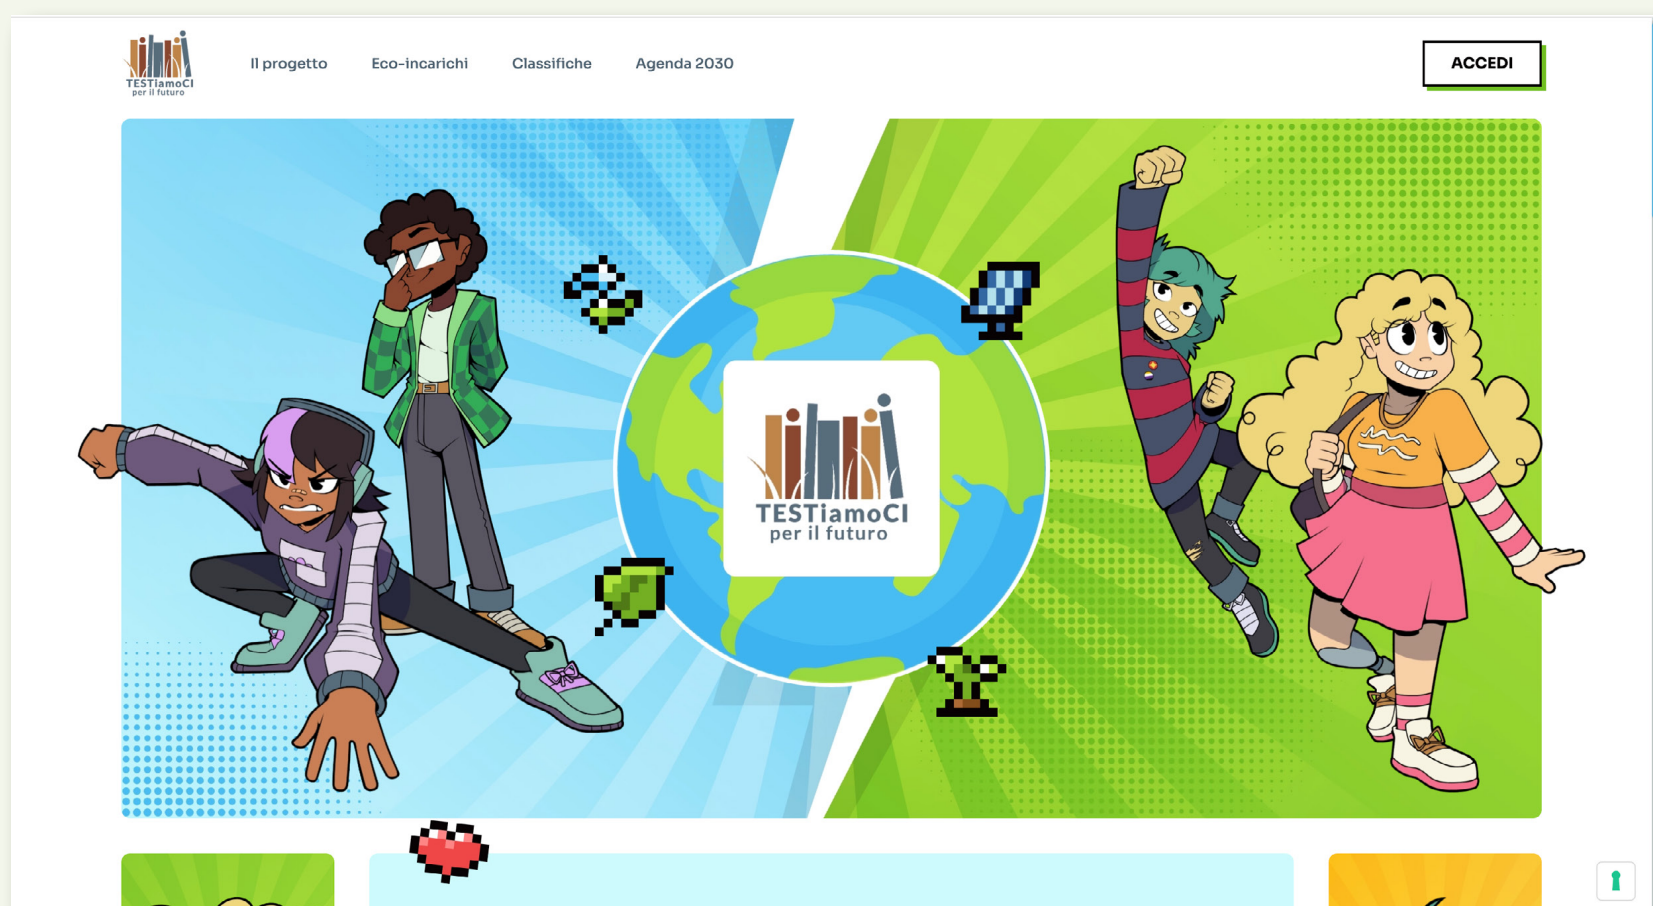 TESTiamoCI
per il futuro
Il progetto
Eco-incarichi
Classifiche
Agenda 2030
ACCEDI
TESTiamoCI
per il futuro